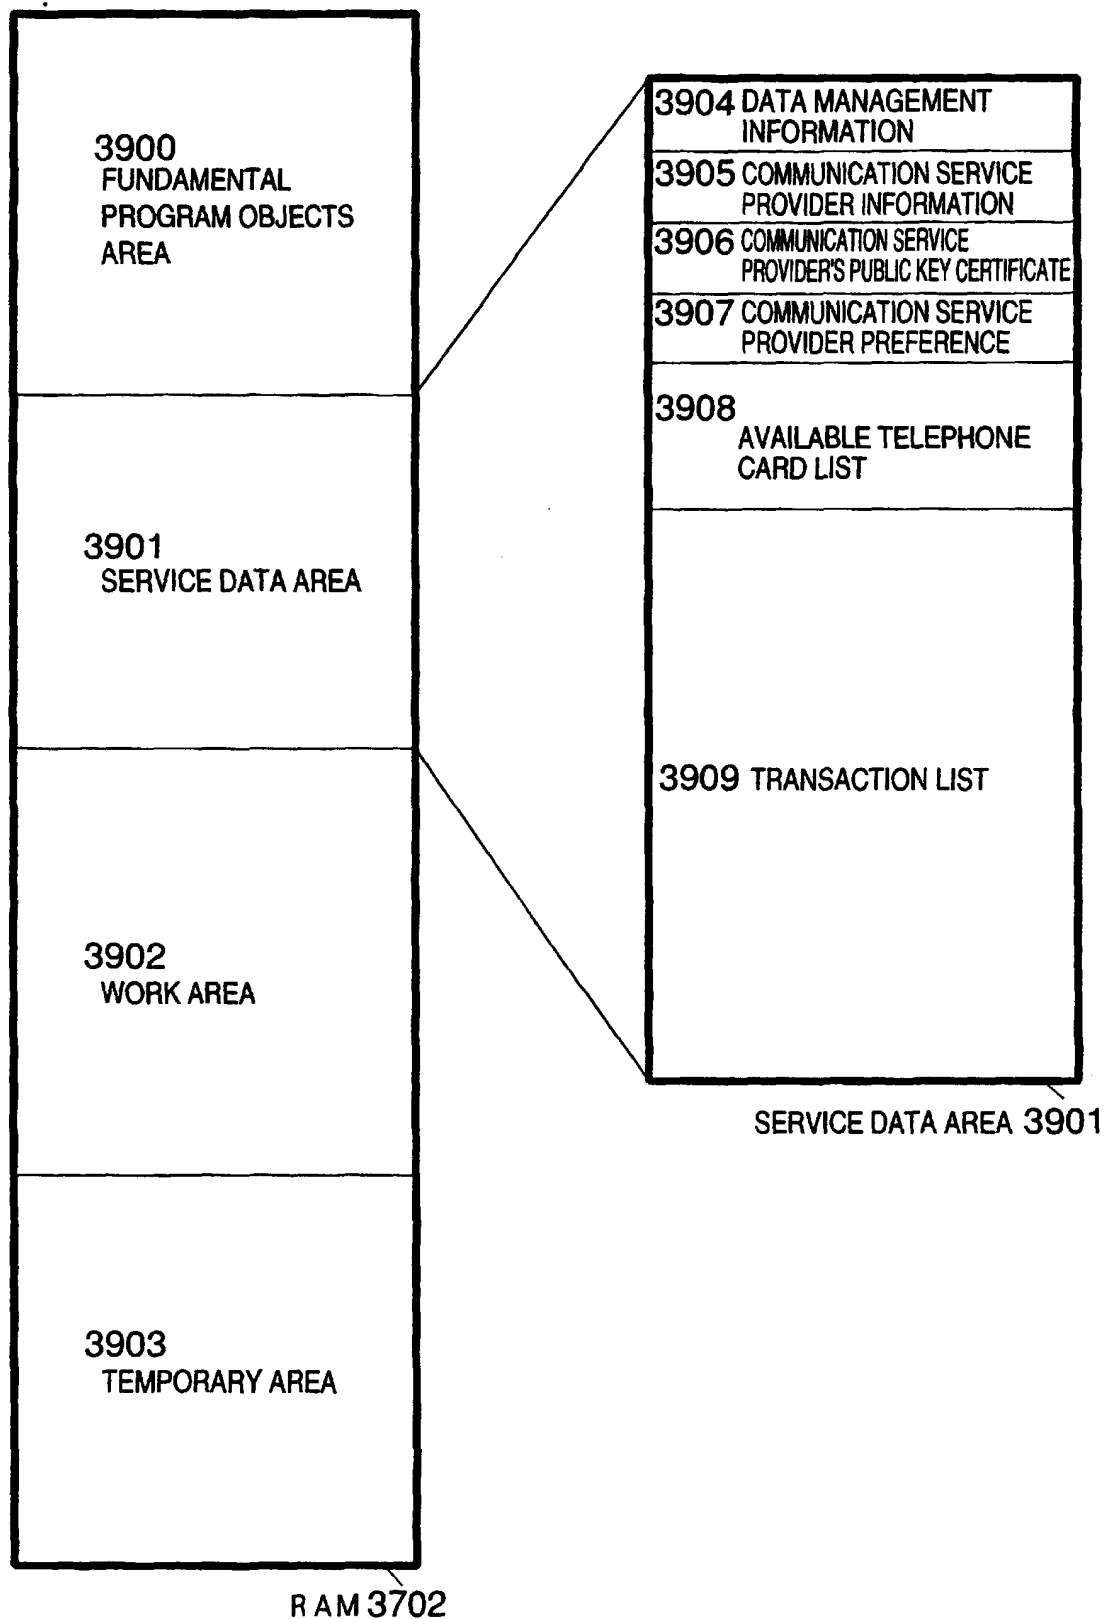 3900
FUNDAMENTAL
PROGRAM OBJECTS
AREA
3901
SERVICE DATA AREA
3902
WORK AREA
3903
TEMPORARY AREA
RAM 3702
3904 DATA MANAGEMENT
INFORMATION
3905 COMMUNICATION SERVICE
PROVIDER INFORMATION
3906 COMMUNICATION SERVICE
PROVIDER'S PUBLIC KEY CERTIFICATE
3907 COMMUNICATION SERVICE
PROVIDER PREFERENCE
3908
AVAILABLE TELEPHONE
CARD LIST
3909 TRANSACTION LIST
SERVICE DATA AREA 3901